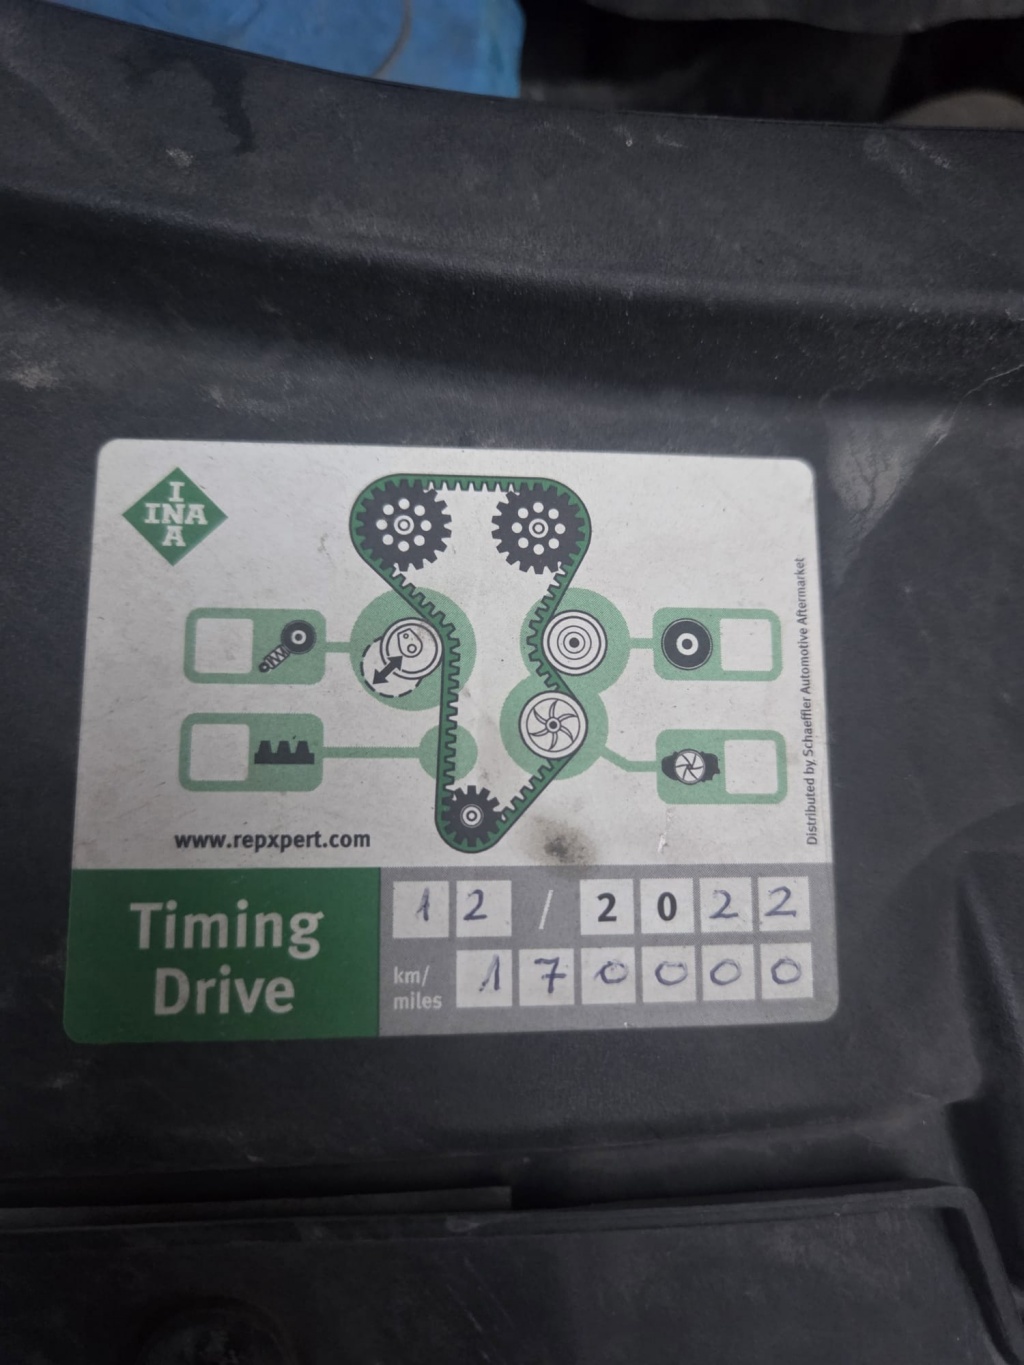 I
INA
A
Distributed by Schaeffler Automotive Aftermarket
www.repxpert.com
Timing
Drive
12 / 2022
km/
miles
170000